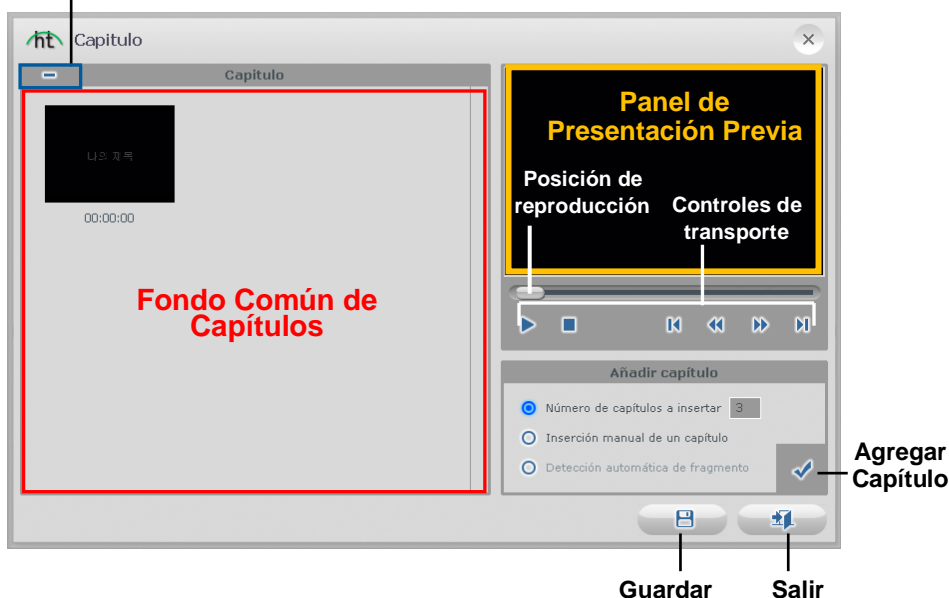 ht Capitulo
Capitulo
나의 제목
00:00:00
Fondo Común de
Capítulos
Panel de
Presentación Previa
Posición de
reproducción
Controles de
transporte
Añadir capítulo
Número de capítulos a insertar 3
Inserción manual de un capítulo
Detección automática de fragmento
Agregar
Capítulo
Guardar
Salir